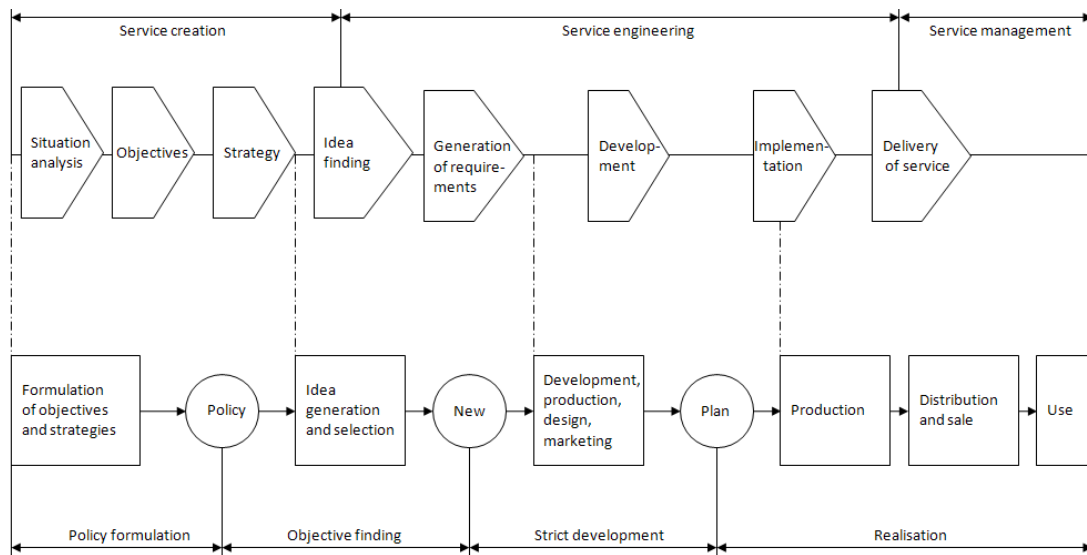 Service creation
Service engineering
Service management
Situation
analysis
Objectives
Strategy
Idea
finding
Generation
of require-
ments
Develop-
ment
Implemen-
tation
Delivery
of service
Formulation
of objectives
and strategies
Policy
Idea
generation
and selection
New
Development,
production,
design,
marketing
Plan
Production
Distribution
and sale
Use
Policy formulation
Objective finding
Strict development
Realisation